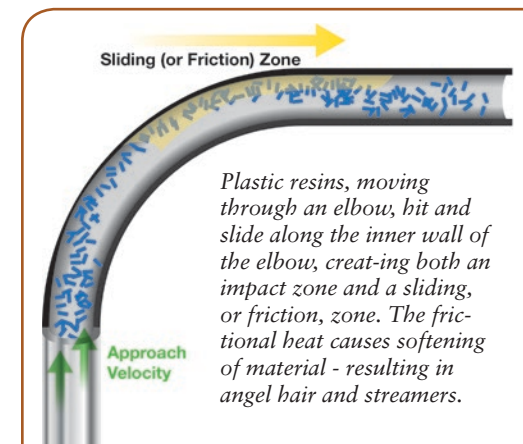 Sliding (or Friction) Zone
Plastic resins, moving
through an elbow, hit and
slide along the inner wall of
the elbow, creat-ing both an
impact zone and a sliding,
or friction, zone. The fric-
tional heat causes softening
of material - resulting in
angel hair and streamers.
Approach
Velocity